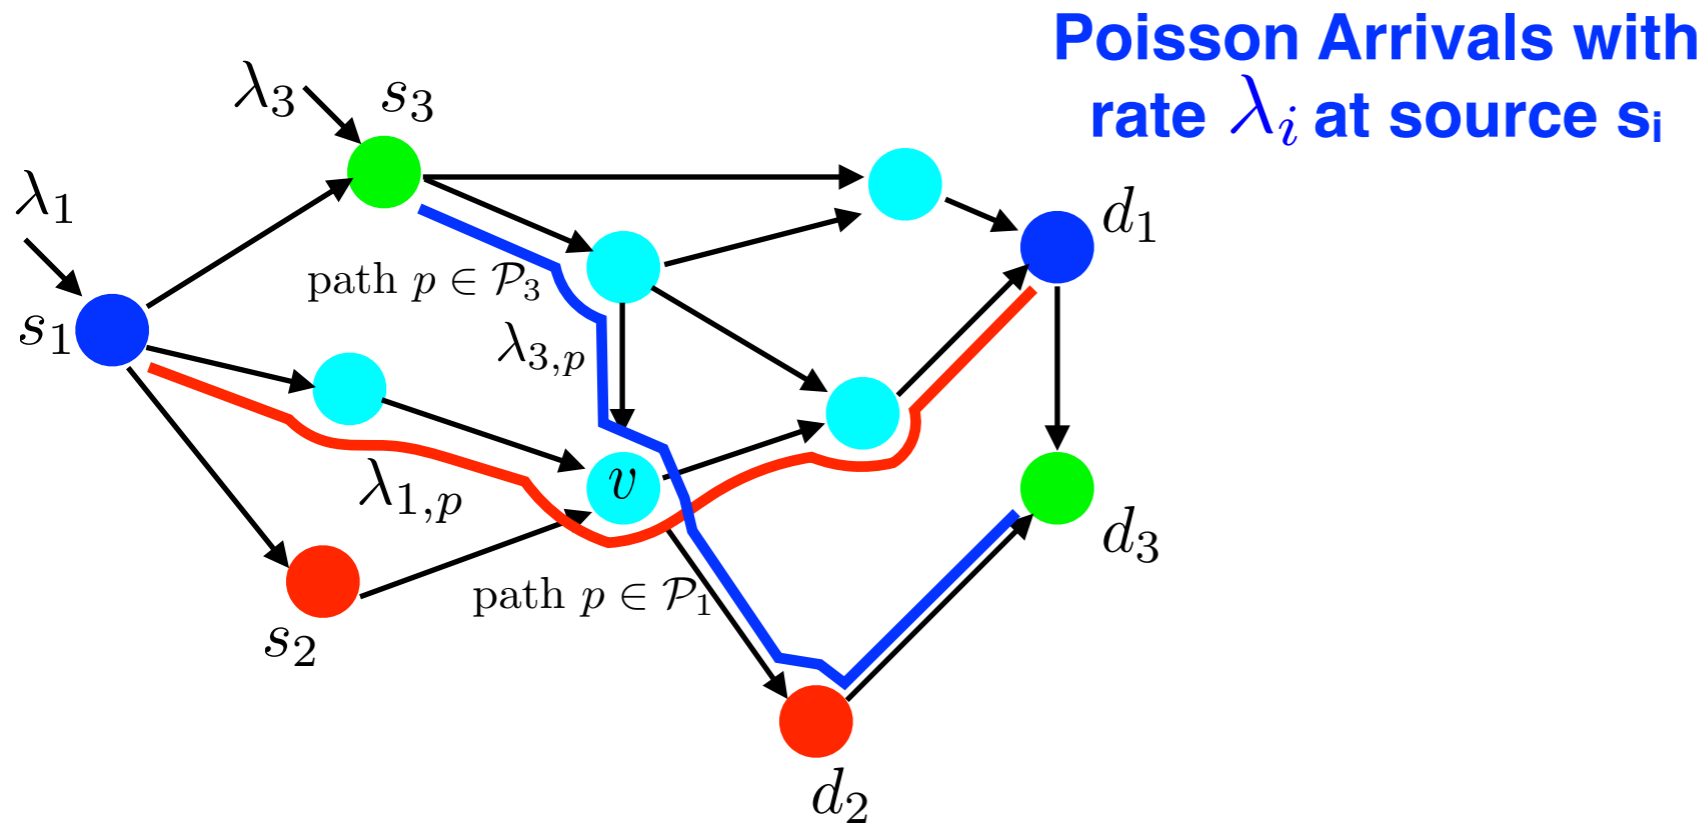 Poisson Arrivals with
rate λ_i at source s_i
λ_3
s_3
λ_1
d_1
s_1
path p ∈ 𝒫_3
λ_{3,p}
λ_{1,p}
v
d_3
path p ∈ 𝒫_1
s_2
d_2